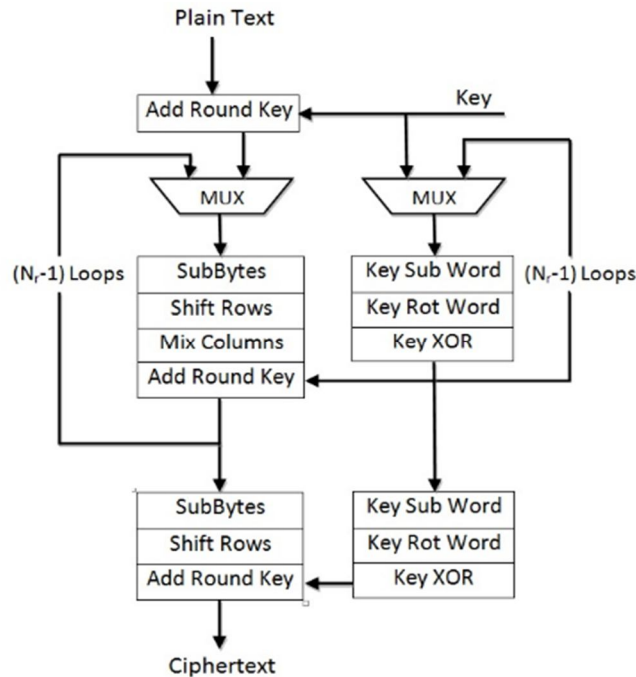 Plain Text
Add Round Key
Key
MUX
MUX
(Nr-1) Loops
SubBytes
Shift Rows
Mix Columns
Add Round Key
Key Sub Word
Key Rot Word
Key XOR
(Nr-1) Loops
SubBytes
Shift Rows
Add Round Key
Key Sub Word
Key Rot Word
Key XOR
Ciphertext